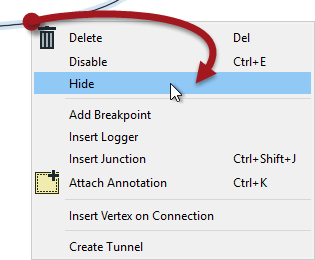 Delete Del
Disable Ctrl+E
Hide
Add Breakpoint
Insert Logger
Insert Junction Ctrl+Shift+J
Attach Annotation Ctrl+K
Insert Vertex on Connection
Create Tunnel